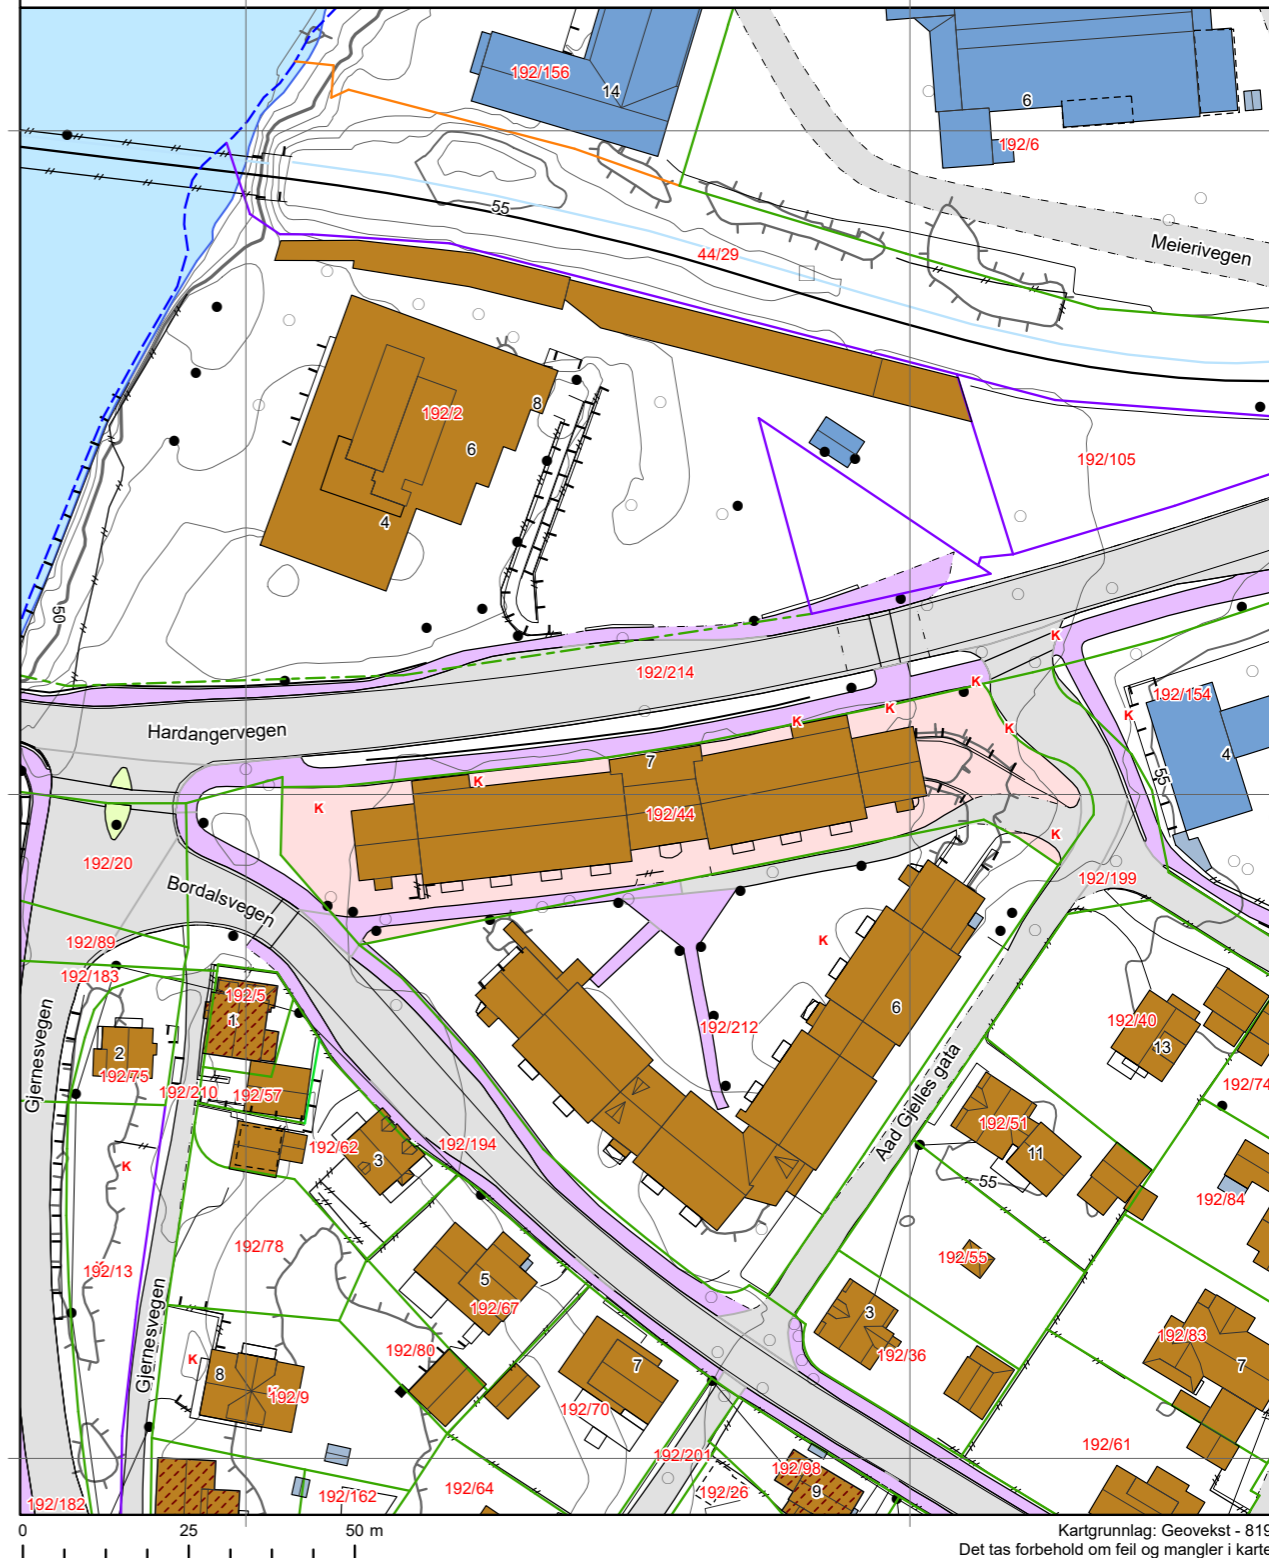 192/156
14
6
192/6
55
44/29
Meierivegen
192/2
8
6
4
192/105
50
192/214
K
K
K
K
K
K
192/154
4
55
Hardangervegen
7
K
K
192/44
K
192/20
Bordalsvegen
192/199
192/89
K
192/183
192/5
1
6
192/212
192/40
13
2
192/75
192/210
192/57
Gjernesvegen
192/74
192/51
11
192/62
3
192/194
Aad Gjelles gata
K
55
192/84
192/78
192/55
192/13
5
192/67
Gjernesvegen
3
192/83
7
192/80
192/36
K
8
K
192/9
7
192/70
192/61
192/201
192/98
192/182
192/162
192/64
192/26
9
0 25 50 m
Kartgrunnlag: Geovekst - 819
Det tas forbehold om feil og mangler i karte